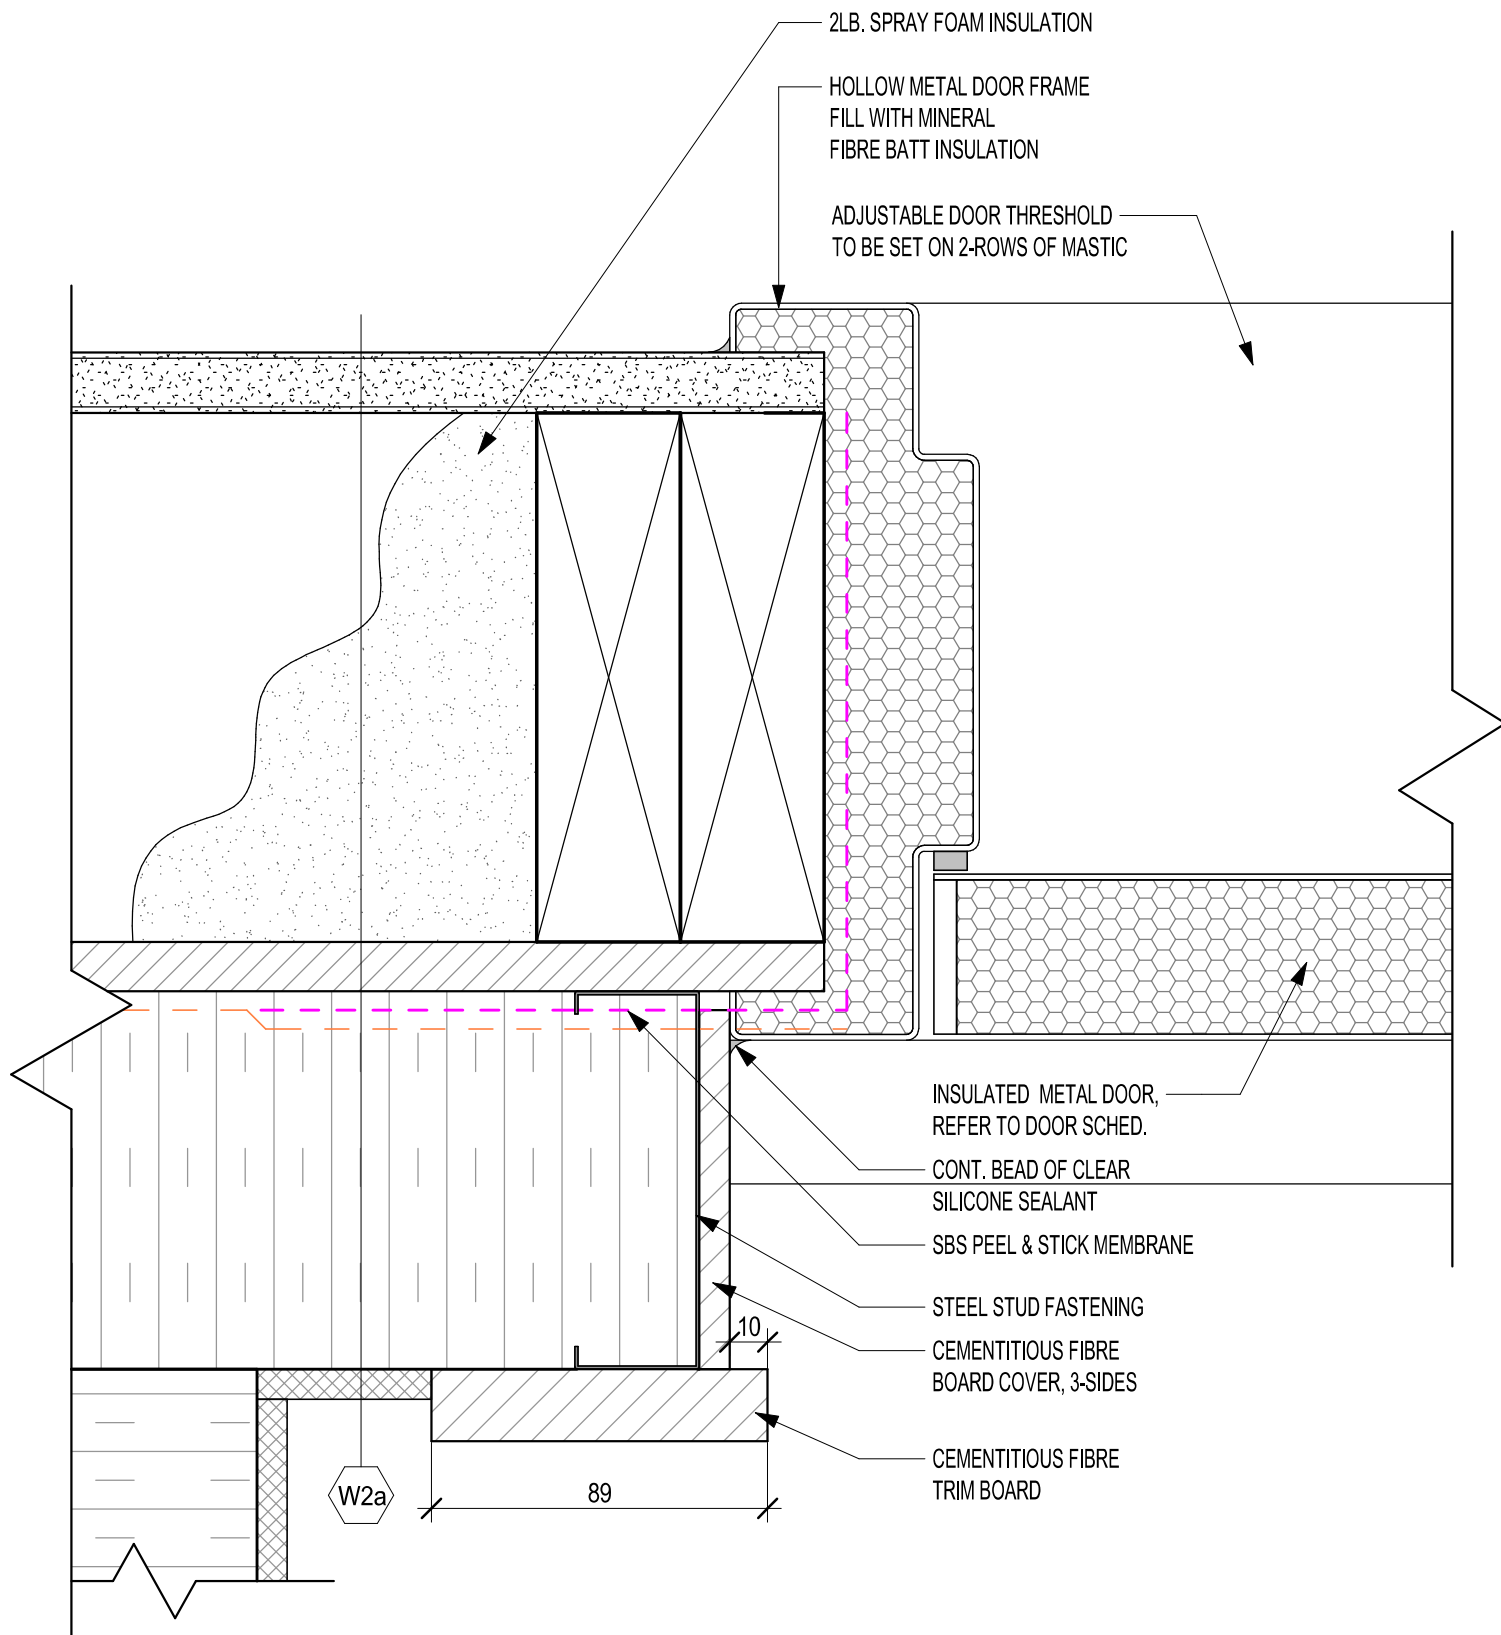 2LB. SPRAY FOAM INSULATION
HOLLOW METAL DOOR FRAME
FILL WITH MINERAL
FIBRE BATT INSULATION
ADJUSTABLE DOOR THRESHOLD
TO BE SET ON 2-ROWS OF MASTIC
INSULATED METAL DOOR,
REFER TO DOOR SCHED.
CONT. BEAD OF CLEAR
SILICONE SEALANT
SBS PEEL & STICK MEMBRANE
STEEL STUD FASTENING
10
CEMENTITIOUS FIBRE
BOARD COVER, 3-SIDES
CEMENTITIOUS FIBRE
TRIM BOARD
W2a
89